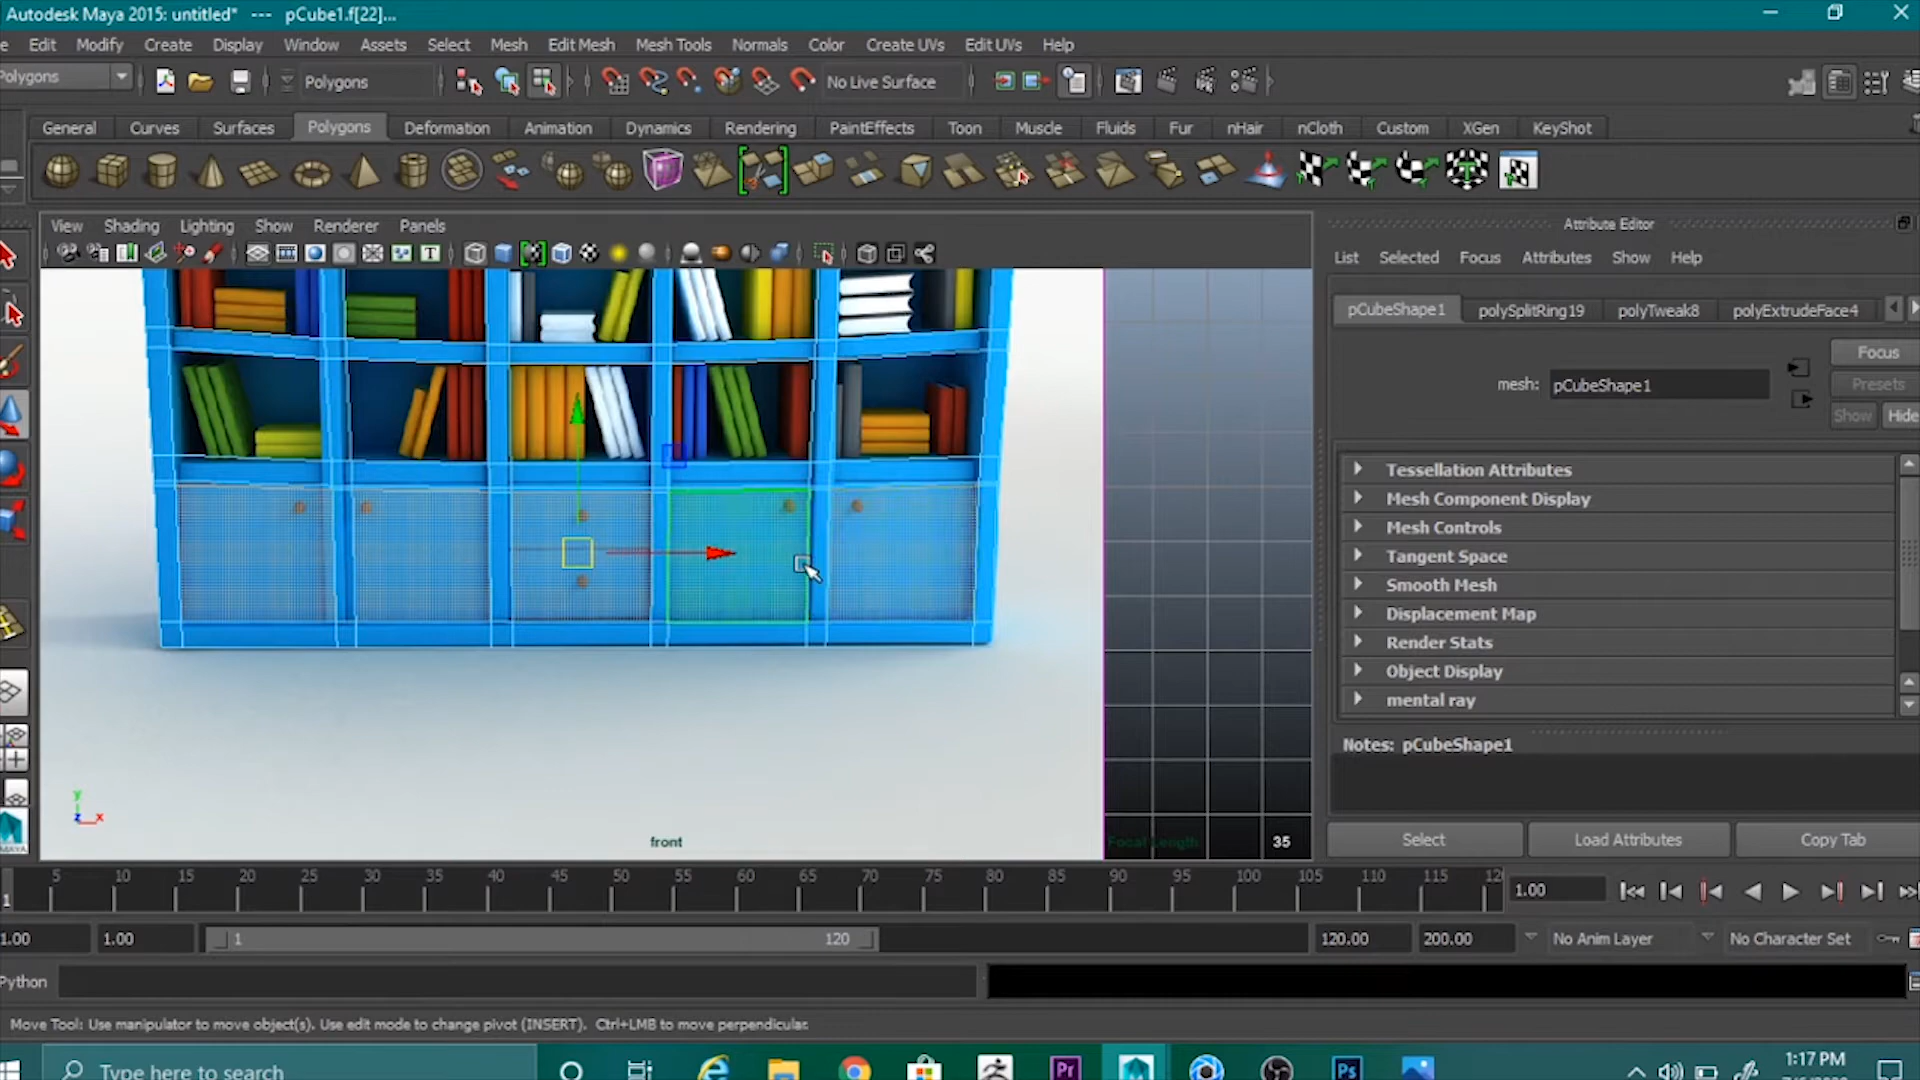 Autodesk Maya 2015: untitled* --- pCube1.f[22]...
Edit Modify Create Display Window Assets Select Mesh Edit Mesh Mesh Tools Normals Color Create UVs Edit UVs Help
Polygons Polygons No Live Surface
General Curves Surfaces Polygons Deformation Animation Dynamics Rendering PaintEffects Toon Muscle Fluids Fur nHair nCloth Custom XGen KeyShot
View Shading Lighting Show Renderer Panels
Attribute Editor
List Selected Focus Attributes Show Help
pCubeShape1 polySplitRing19 polyTweak8 polyExtrudeFace4
Focus
mesh: pCubeShape1
Presets
Show Hide
Tessellation Attributes
Mesh Component Display
Mesh Controls
Tangent Space
Smooth Mesh
Displacement Map
Render Stats
Object Display
mental ray
Notes: pCubeShape1
y
z x
front
Focal Length 35
Select Load Attributes Copy Tab
5 10 15 20 25 30 35 40 45 50 55 60 65 70 75 80 85 90 95 100 105 110 115 12
1 1.00
1.00 1.00 1 120 120.00 200.00 No Anim Layer No Character Set
Python
Move Tool: Use manipulator to move object(s). Use edit mode to change pivot (INSERT). Ctrl+LMB to move perpendicular.
Type here to search
Pr Ps
1:17 PM